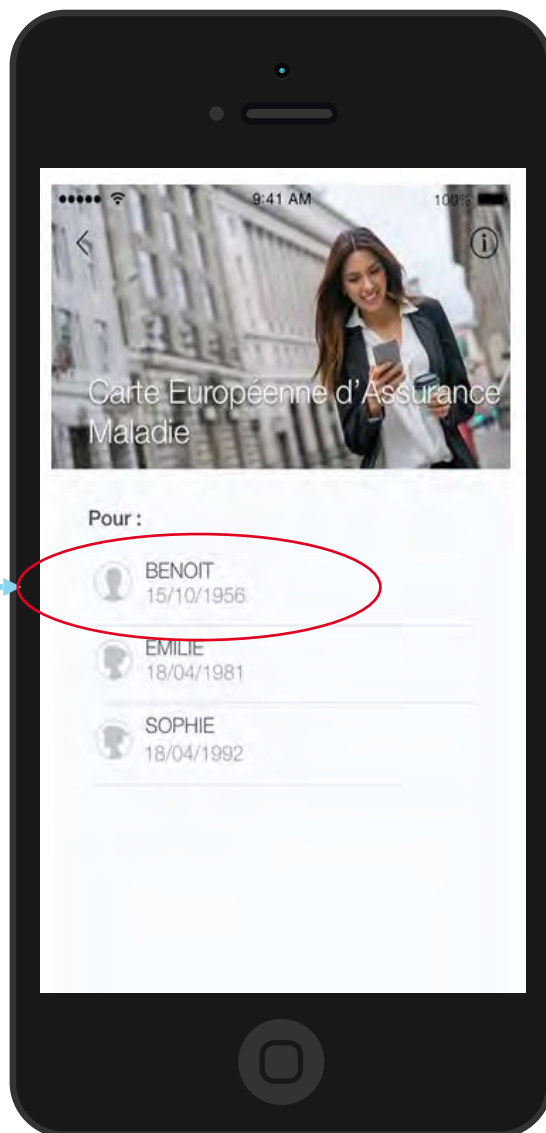 9:41 AM 100%
Carte Européenne d'Assurance
Maladie
Pour :
BENOIT
15/10/1956
EMILIE
18/04/1981
SOPHIE
18/04/1992